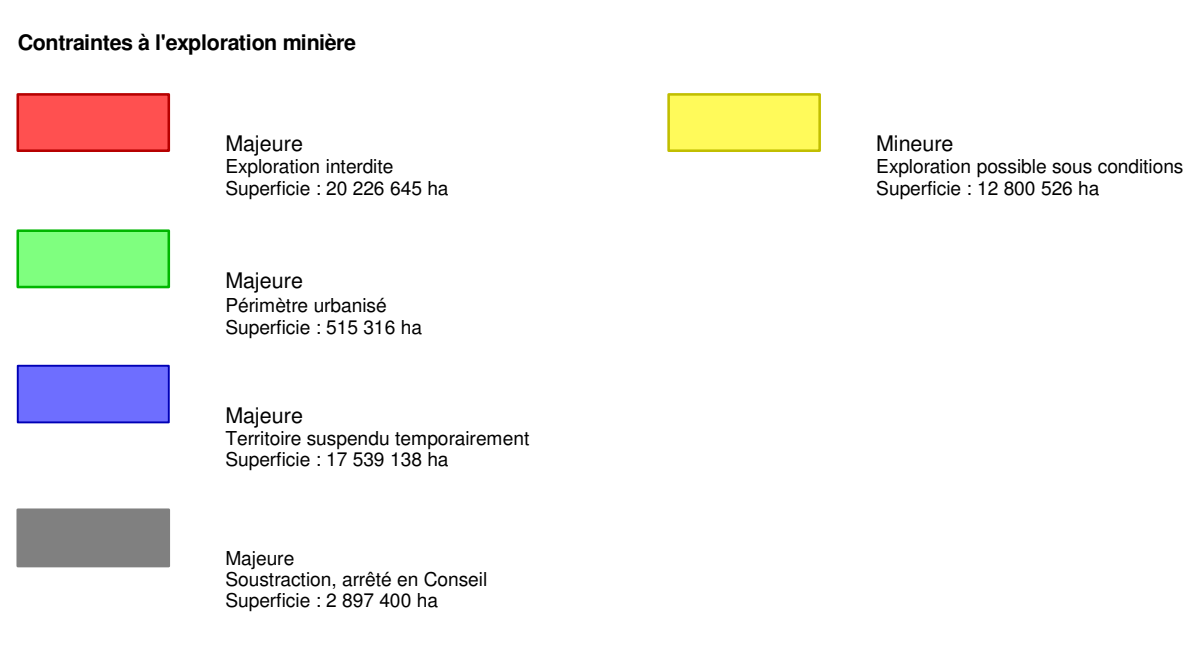 Contraintes à l'exploration minière
Majeure
Exploration interdite
Superficie : 20 226 645 ha
Mineure
Exploration possible sous conditions
Superficie : 12 800 526 ha
Majeure
Périmètre urbanisé
Superficie : 515 316 ha
Majeure
Territoire suspendu temporairement
Superficie : 17 539 138 ha
Majeure
Soustraction, arrêté en Conseil
Superficie : 2 897 400 ha